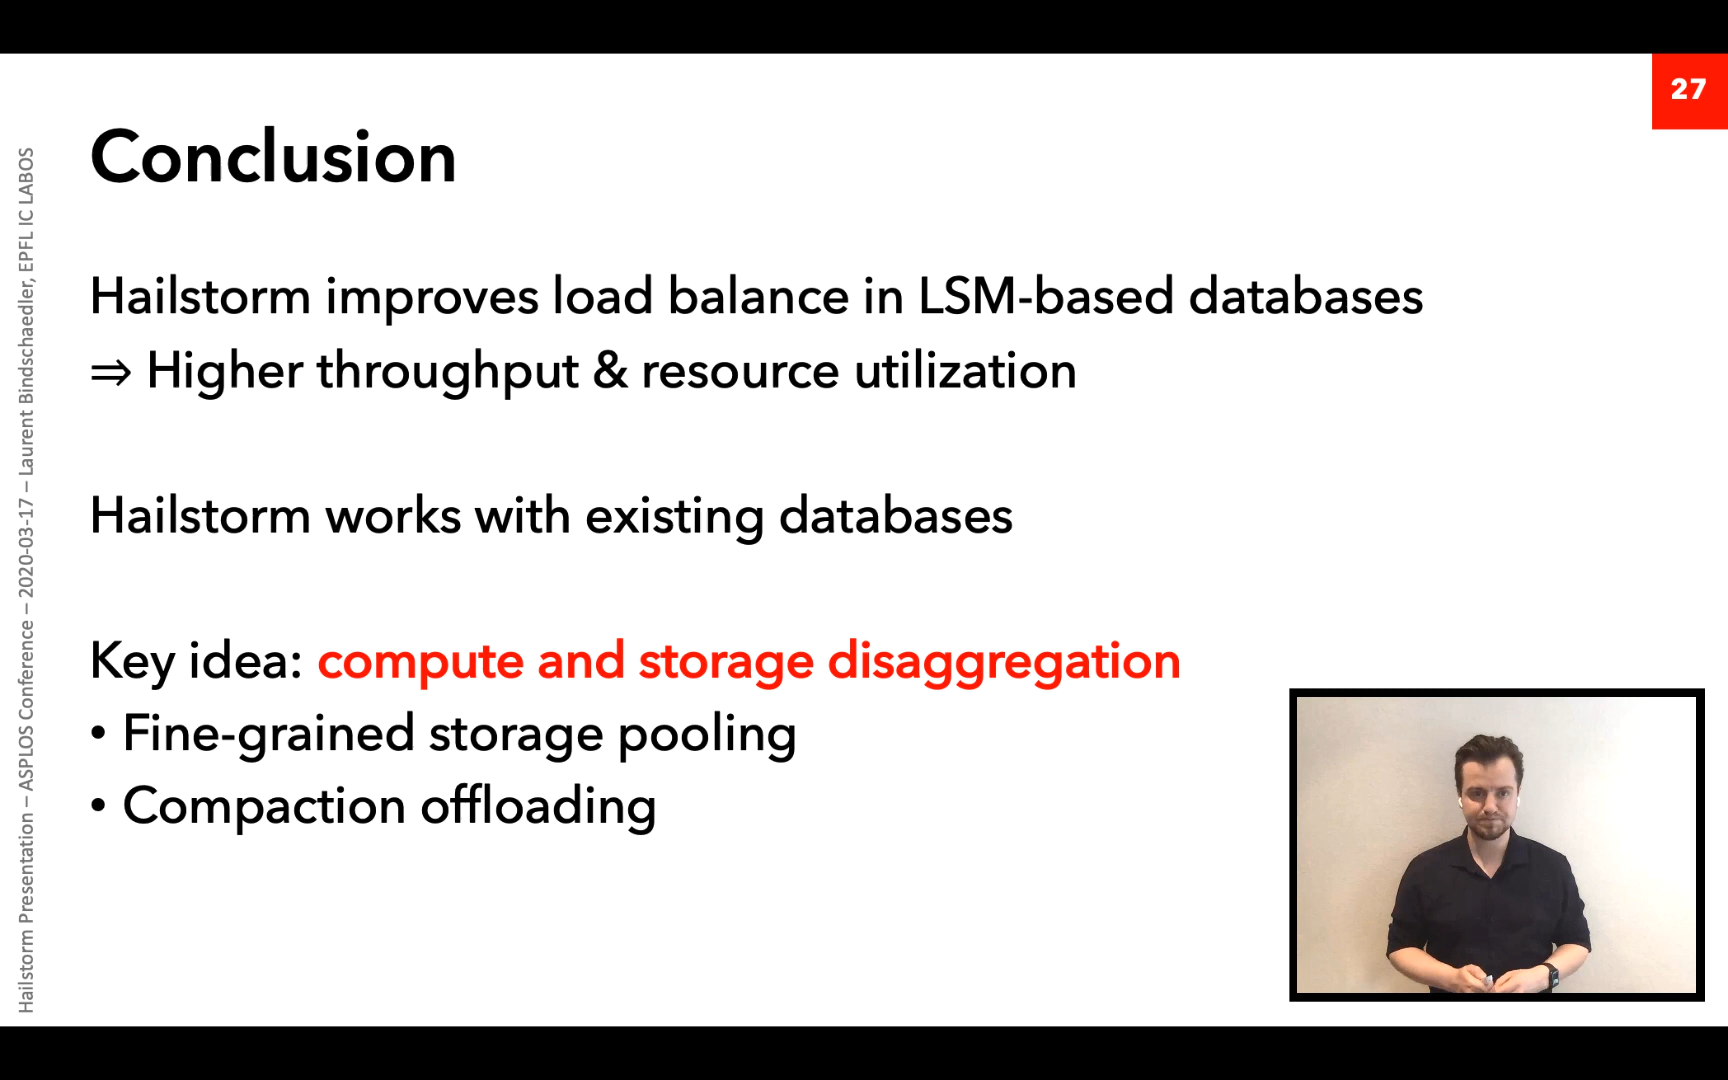 27
Conclusion
Hailstorm improves load balance in LSM-based databases
⇒ Higher throughput & resource utilization
Hailstorm works with existing databases
Key idea: compute and storage disaggregation
• Fine-grained storage pooling
• Compaction offloading
Hailstorm Presentation – ASPLOS Conference – 2020-03-17 – Laurent Bindschaedler, EPFL IC LABOS